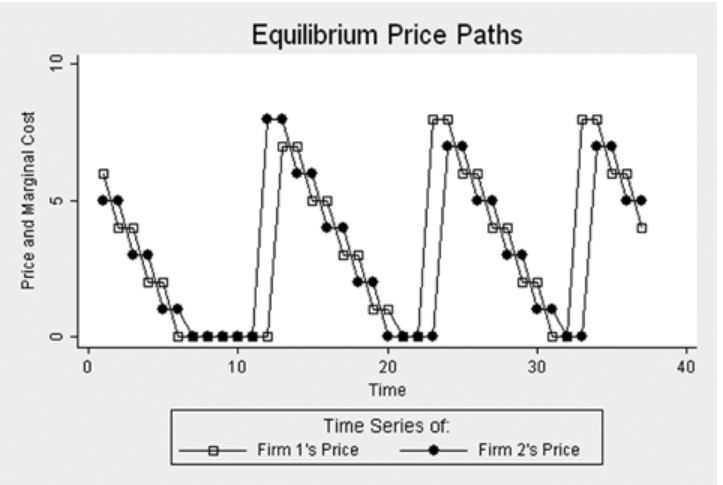 Equilibrium Price Paths
Price and Marginal Cost
10
5
0
0 10 20 30 40
Time
Time Series of:
Firm 1's Price Firm 2's Price